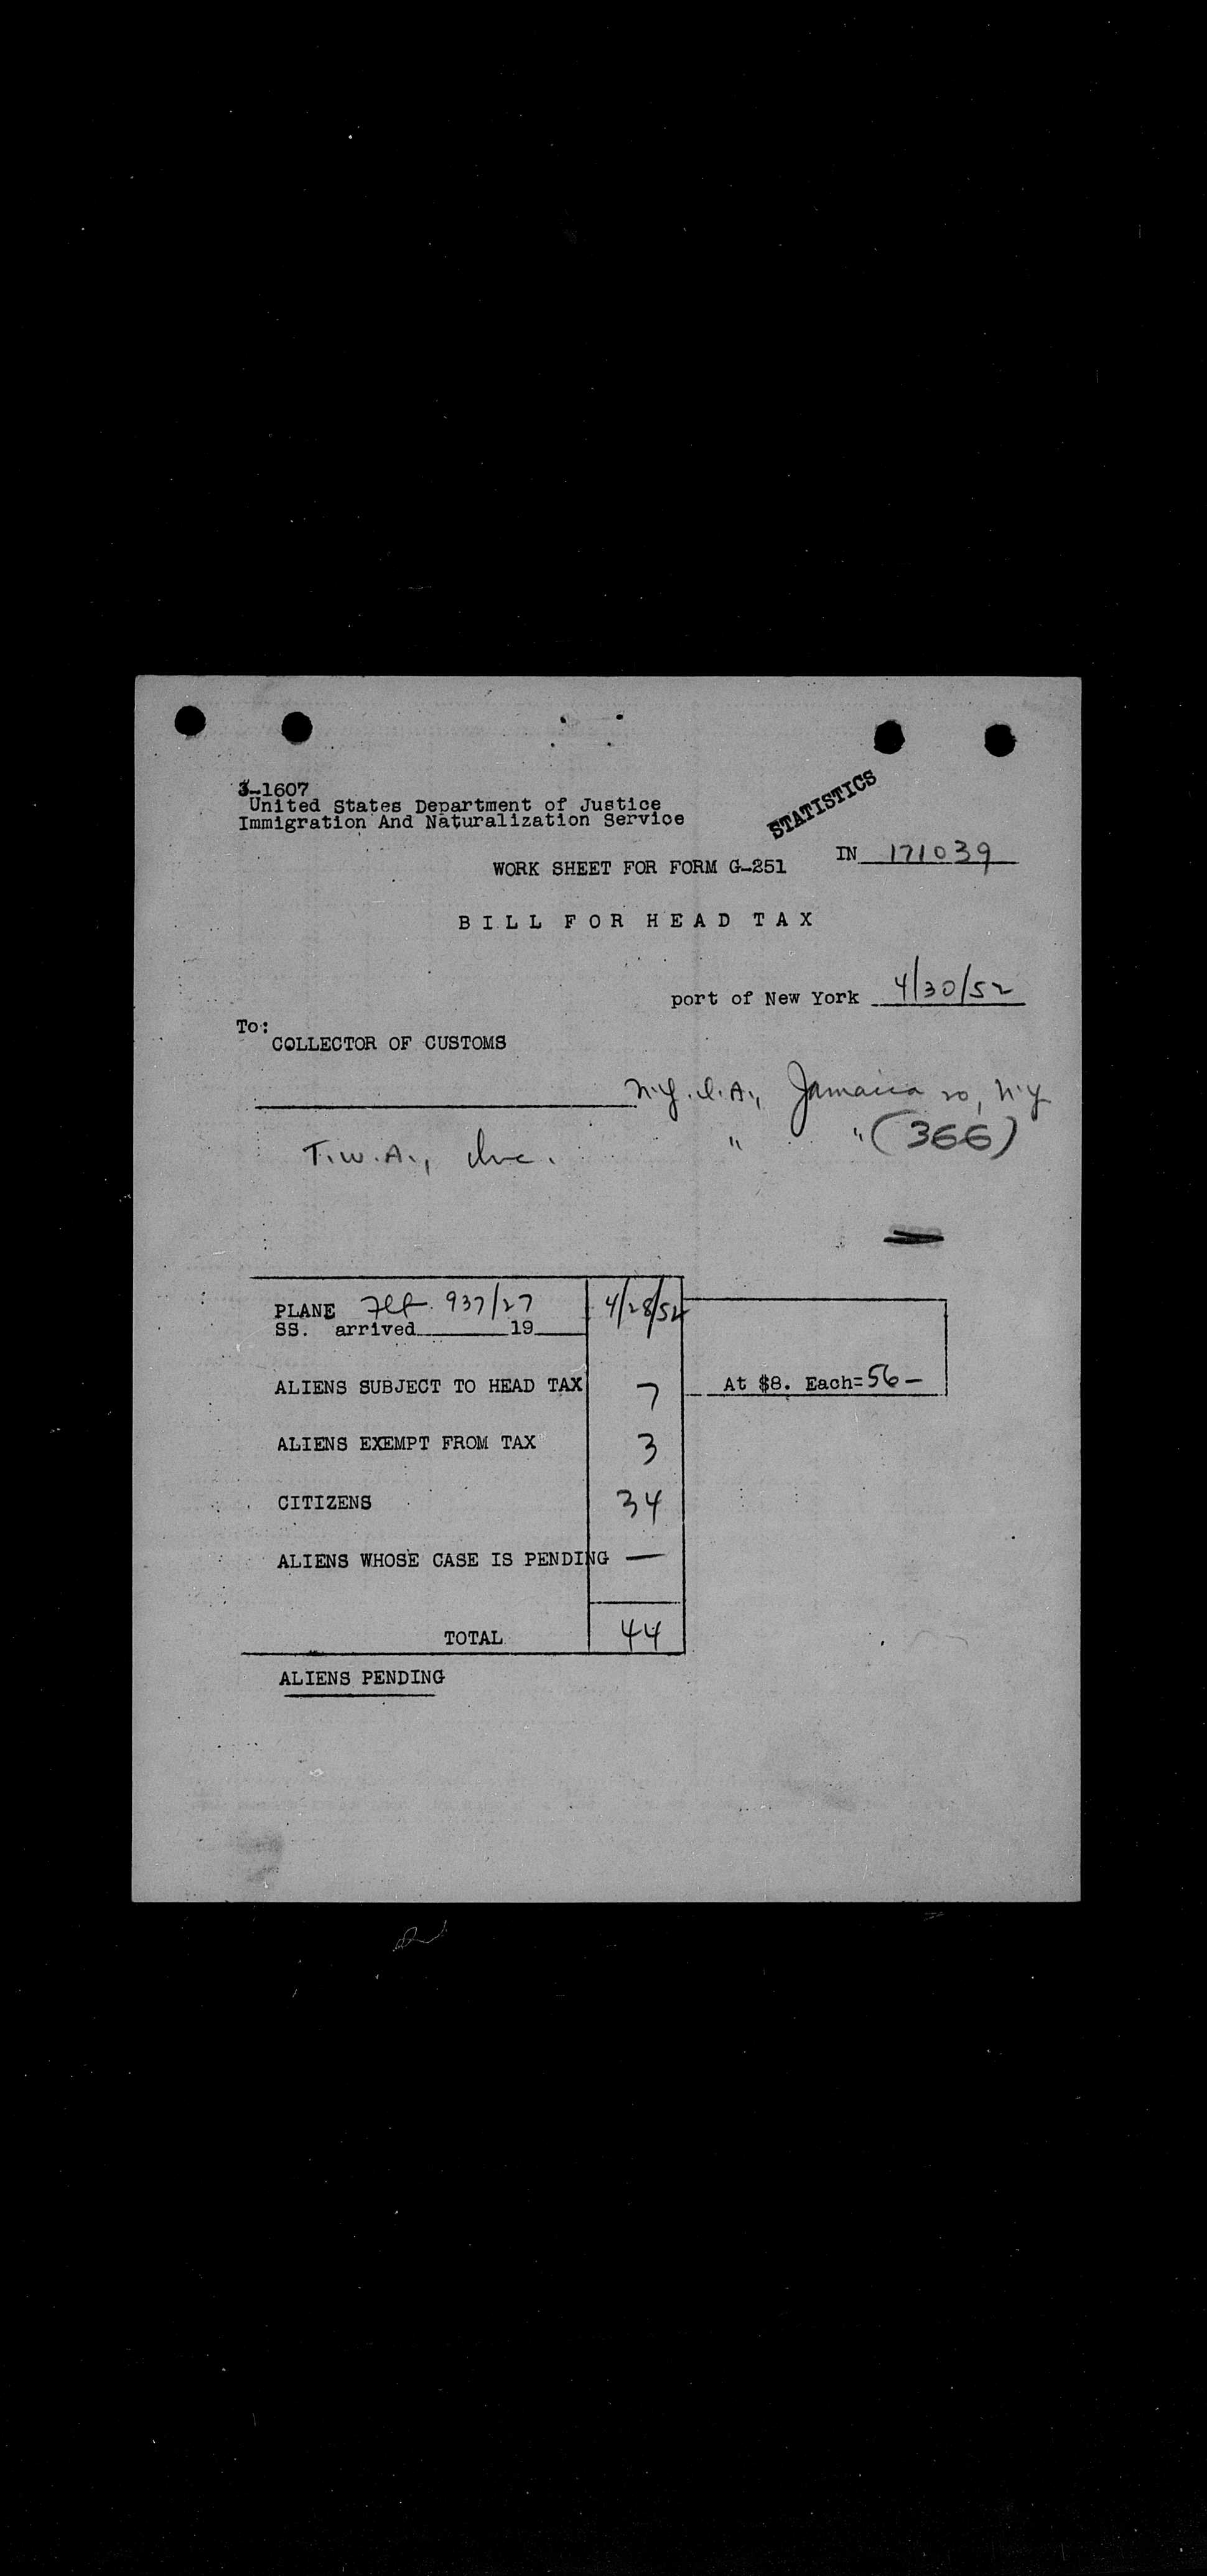 3-1607
United States Department of Justice
Immigration And Naturalization Service
STATISTICS
IN 171039
WORK SHEET FOR FORM G-251
BILL FOR HEAD TAX
port of New York 4/30/52
To:
COLLECTOR OF CUSTOMS
N.Y.I.A., Jamaica 20, N.Y
T.W.A., Inc. " " (366)
PLANE Flt. 937/27 4/28/52
SS. arrived 19
ALIENS SUBJECT TO HEAD TAX 7 At $8. Each=56-
ALIENS EXEMPT FROM TAX 3
CITIZENS 34
ALIENS WHOSE CASE IS PENDING —
TOTAL 44
ALIENS PENDING